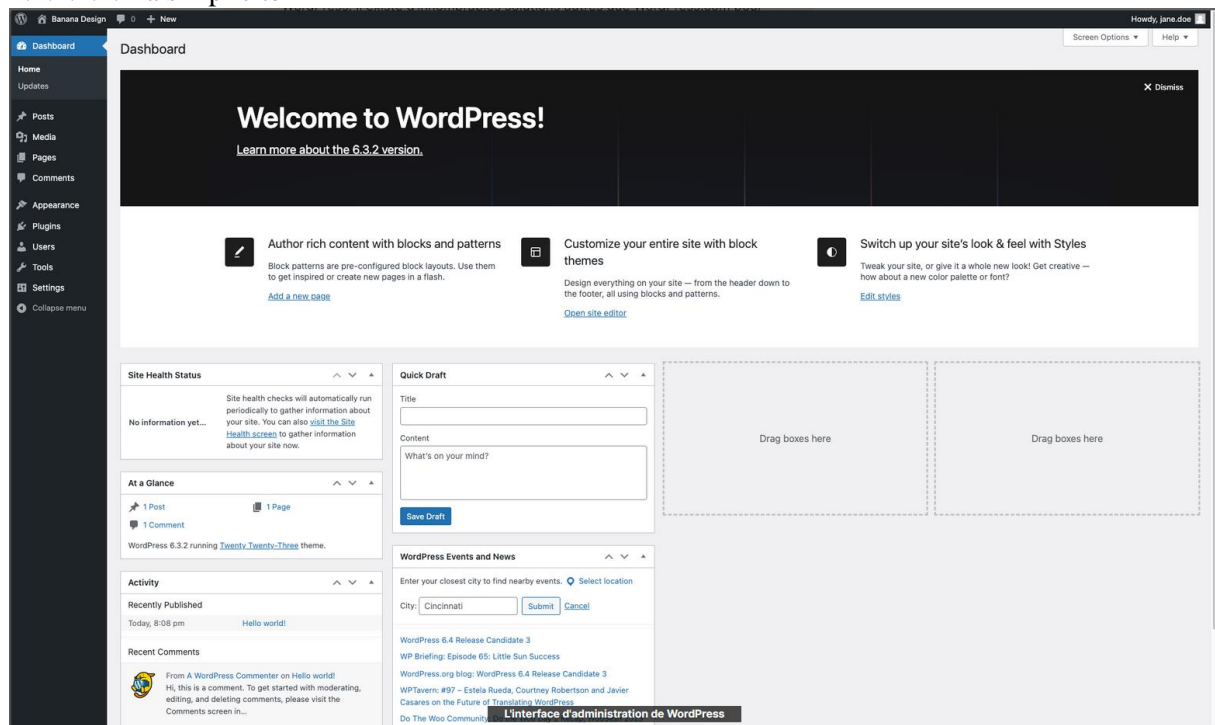 Banana Design 0 + New
Howdy, jane.doe
Dashboard
Home
Updates
Posts
Media
Pages
Comments
Appearance
Plugins
Users
Tools
Settings
Collapse menu
Dashboard
Screen Options ▼
Help ▼
Dismiss
Welcome to WordPress!
Learn more about the 6.3.2 version.
Author rich content with blocks and patterns
Block patterns are pre-configured block layouts. Use them
to get inspired or create new pages in a flash.
Add a new page
Customize your entire site with block
themes
Design everything on your site — from the header down to
the footer, all using blocks and patterns.
Open site editor
Switch up your site's look & feel with Styles
Tweak your site, or give it a whole new look! Get creative —
how about a new color palette or font?
Edit styles
Site Health Status
No information yet...
Site health checks will automatically run
periodically to gather information about
your site. You can also visit the Site
Health screen to gather information
about your site now.
At a Glance
1 Post
1 Page
1 Comment
WordPress 6.3.2 running Twenty Twenty-Three theme.
Activity
Recently Published
Today, 8:08 pm Hello world!
Recent Comments
From A WordPress Commenter on Hello world!
Hi, this is a comment. To get started with moderating,
editing, and deleting comments, please visit the
Comments screen in...
Quick Draft
Title
Content
What's on your mind?
Save Draft
WordPress Events and News
Enter your closest city to find nearby events. Select location
City: Cincinnati Submit Cancel
WordPress 6.4 Release Candidate 3
WP Briefing: Episode 65: Little Sun Success
WordPress.org blog: WordPress 6.4 Release Candidate 3
WPTavern: #97 – Estela Rueda, Courtney Robertson and Javier
Casares on the Future of Translating WordPress
Do The Woo Community:
Drag boxes here
Drag boxes here
L'interface d'administration de WordPress